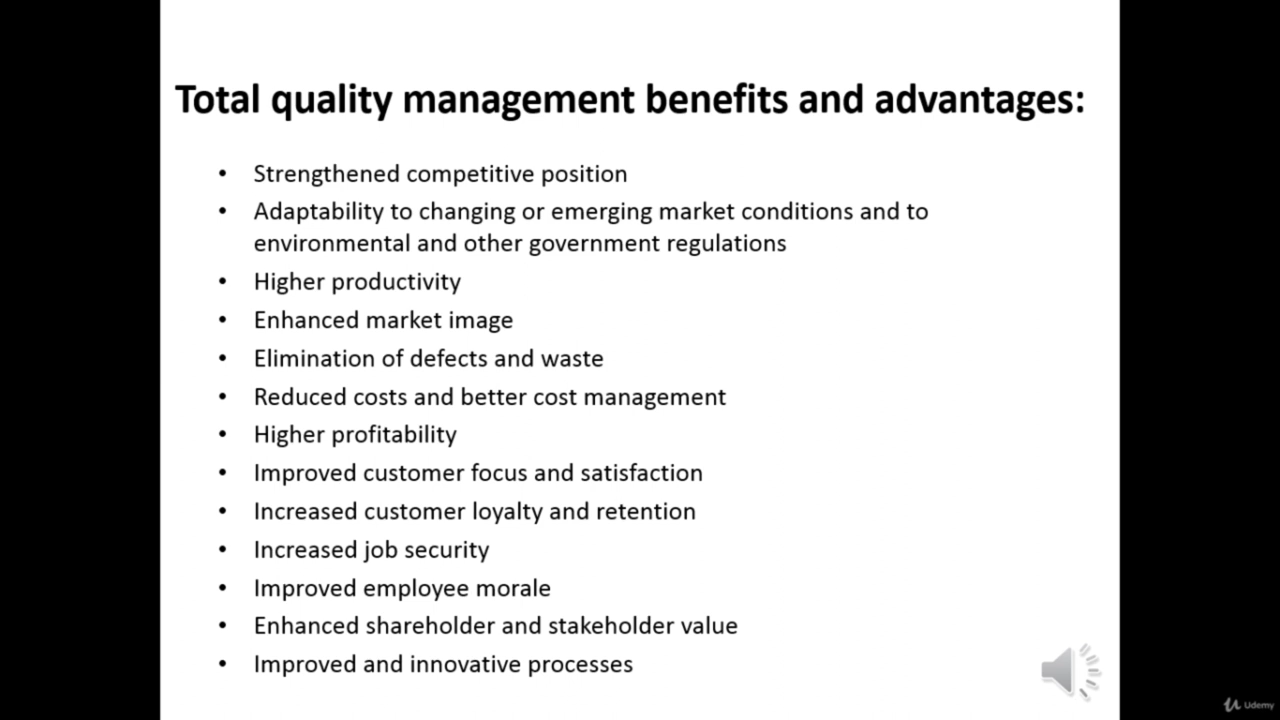 Total quality management benefits and advantages:
• Strengthened competitive position
• Adaptability to changing or emerging market conditions and to
environmental and other government regulations
• Higher productivity
• Enhanced market image
• Elimination of defects and waste
• Reduced costs and better cost management
• Higher profitability
• Improved customer focus and satisfaction
• Increased customer loyalty and retention
• Increased job security
• Improved employee morale
• Enhanced shareholder and stakeholder value
• Improved and innovative processes
Udemy